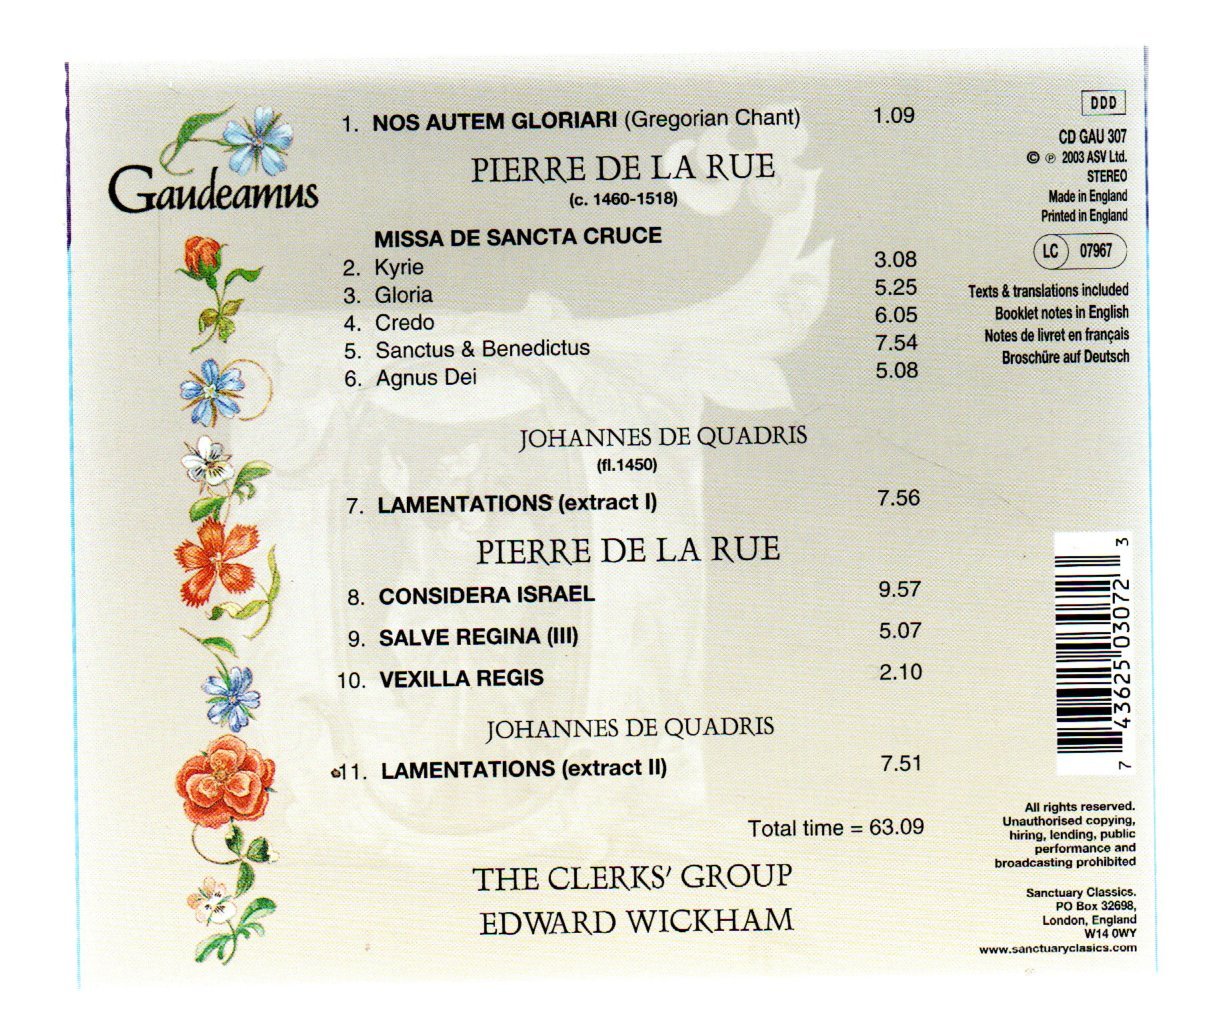 Gaudeamus
1. NOS AUTEM GLORIARI (Gregorian Chant) 1.09
PIERRE DE LA RUE
(c. 1460-1518)
MISSA DE SANCTA CRUCE
2. Kyrie 3.08
3. Gloria 5.25
4. Credo 6.05
5. Sanctus & Benedictus 7.54
6. Agnus Dei 5.08
JOHANNES DE QUADRIS
(fl.1450)
7. LAMENTATIONS (extract I) 7.56
PIERRE DE LA RUE
8. CONSIDERA ISRAEL 9.57
9. SALVE REGINA (III) 5.07
10. VEXILLA REGIS 2.10
JOHANNES DE QUADRIS
11. LAMENTATIONS (extract II) 7.51
Total time = 63.09
THE CLERKS' GROUP
EDWARD WICKHAM
DDD
CD GAU 307
© ℗ 2003 ASV Ltd.
STEREO
Made in England
Printed in England
LC 07967
Texts & translations included
Booklet notes in English
Notes de livret en français
Broschüre auf Deutsch
7 43625 03072 3
All rights reserved.
Unauthorised copying,
hiring, lending, public
performance and
broadcasting prohibited
Sanctuary Classics.
PO Box 32698,
London, England
W14 0WY
www.sanctuaryclasics.com